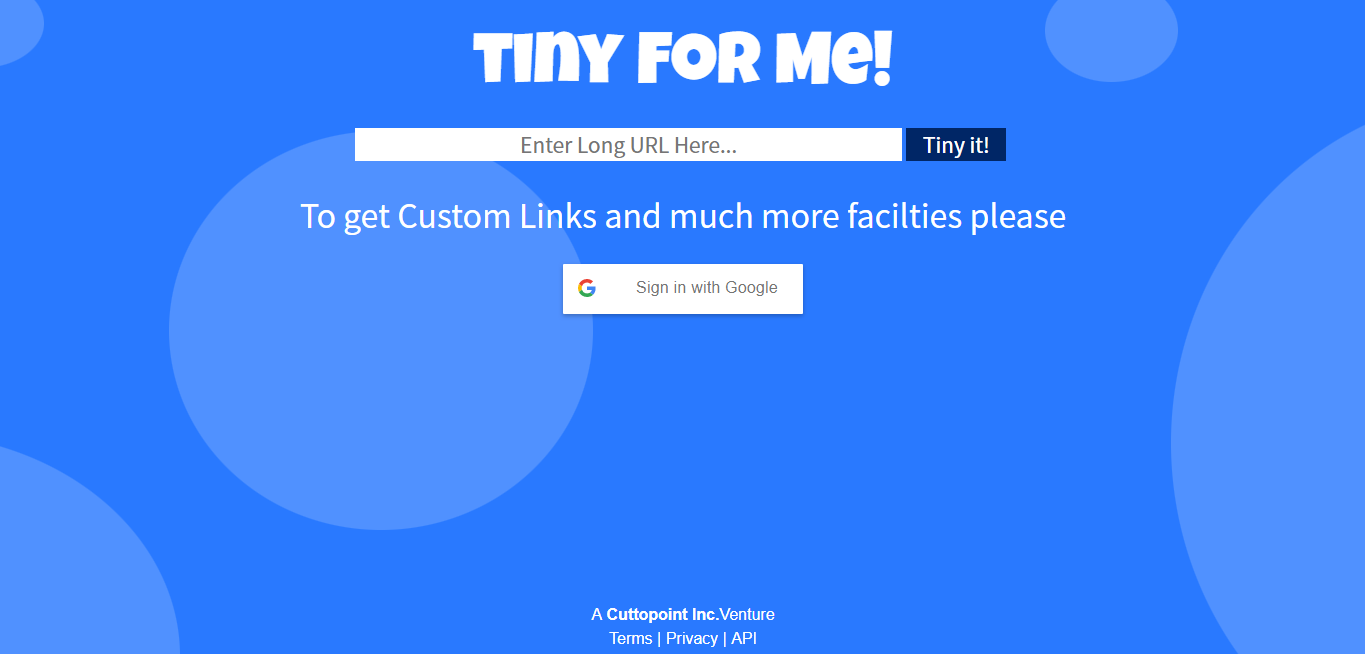 Tiny For Me!
Enter Long URL Here...
Tiny it!
To get Custom Links and much more facilties please
Sign in with Google
A Cuttopoint Inc.Venture
Terms | Privacy | API